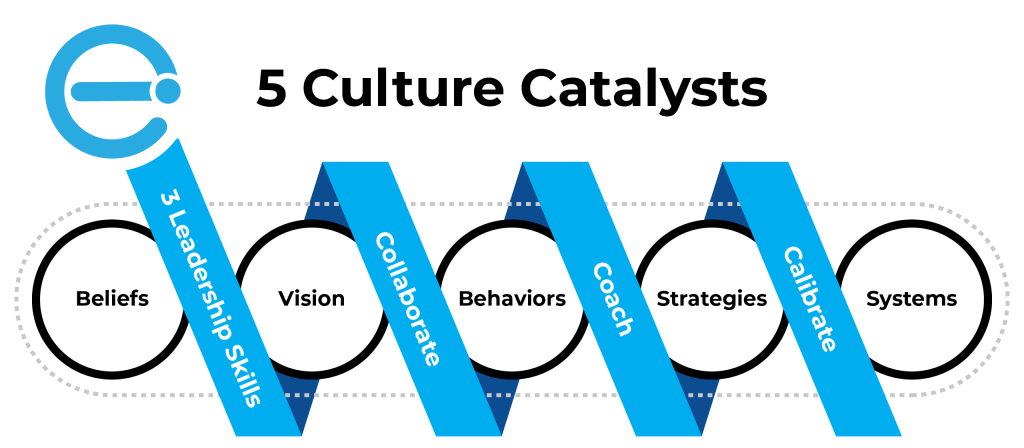 5 Culture Catalysts
Beliefs
3 Leadership Skills
Vision
Collaborate
Behaviors
Coach
Strategies
Calibrate
Systems